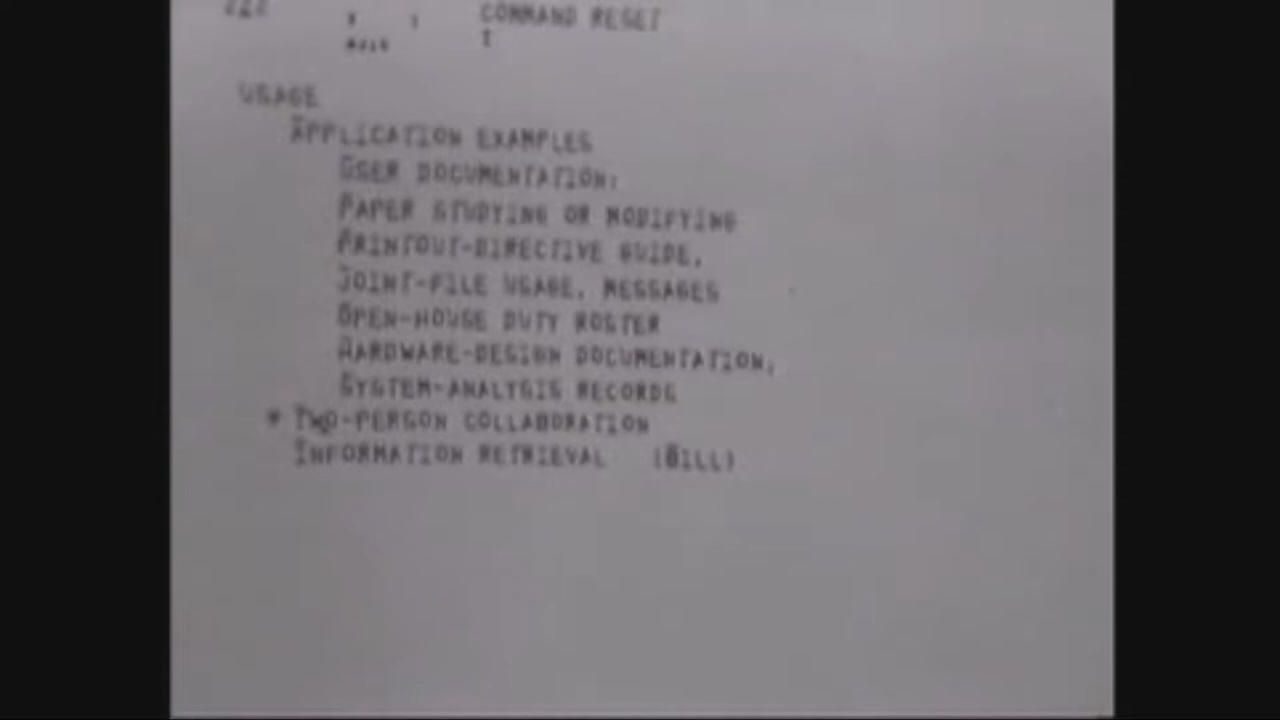 COMMAND RESET
USAGE
APPLICATION EXAMPLES
USER DOCUMENTATION:
PAPER STUDYING OR MODIFYING
PRINTOUT-DIRECTIVE GUIDE,
JOINT-FILE USAGE, MESSAGES
OPEN-HOUSE DUTY ROSTER
HARDWARE-DESIGN DOCUMENTATION,
SYSTEM-ANALYSIS RECORDS
* TWO-PERSON COLLABORATION
INFORMATION RETRIEVAL (BILL)